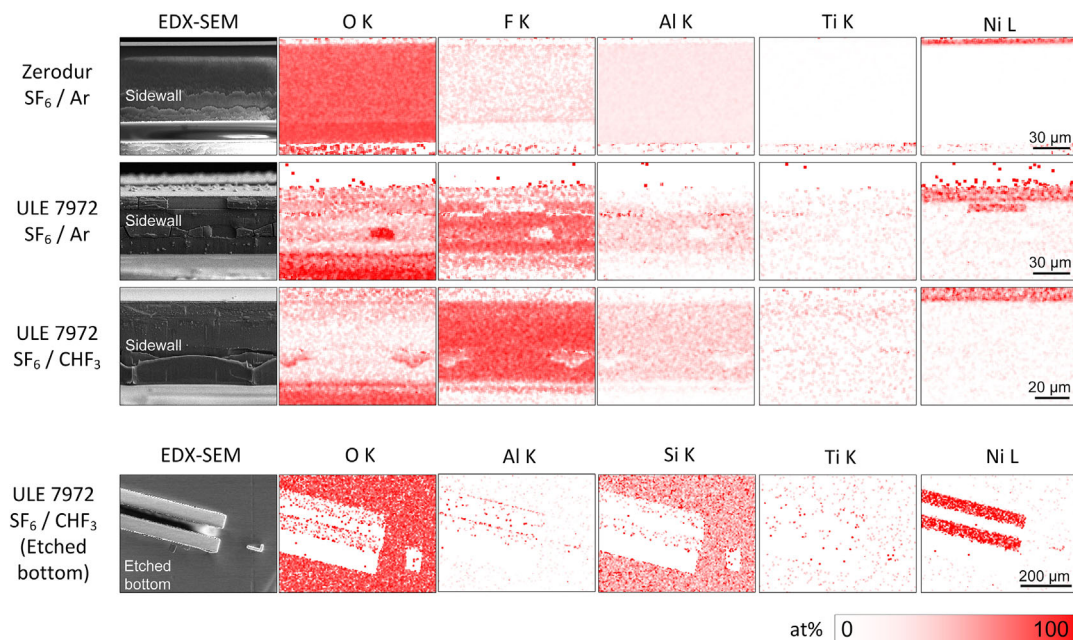 EDX-SEM O K F K Al K Ti K Ni L
Zerodur
SF₆ / Ar
Sidewall
30 µm
ULE 7972
SF₆ / Ar
Sidewall
30 µm
ULE 7972
SF₆ / CHF₃
Sidewall
20 µm
EDX-SEM O K Al K Si K Ti K Ni L
ULE 7972
SF₆ / CHF₃
(Etched
bottom)
Etched
bottom
200 µm
at% 0 100